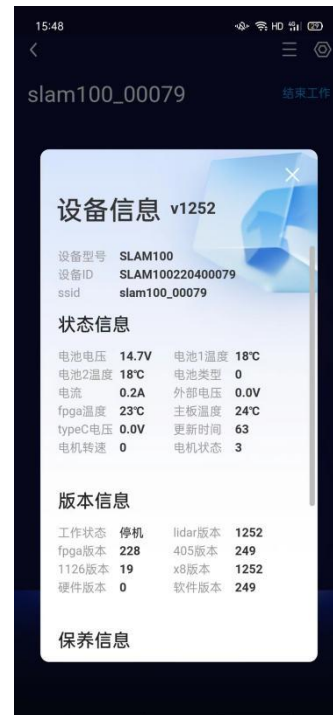 15:48 HD 29
slam100_00079 结束工作
设备信息 v1252
设备型号 SLAM100
设备ID SLAM100220400079
ssid slam100_00079
状态信息
电池电压 14.7V 电池1温度 18℃
电池2温度 18℃ 电池类型 0
电流 0.2A 外部电压 0.0V
fpga温度 23℃ 主板温度 24℃
typeC电压 0.0V 更新时间 63
电机转速 0 电机状态 3
版本信息
工作状态 停机 lidar版本 1252
fpga版本 228 405版本 249
1126版本 19 x8版本 1252
硬件版本 0 软件版本 249
保养信息